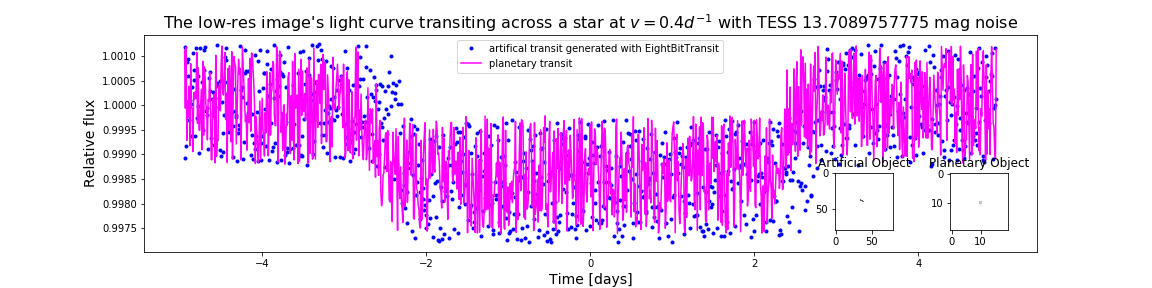 The low-res image's light curve transiting across a star at v = 0.4d⁻¹ with TESS 13.7089757775 mag noise
artifical transit generated with EightBitTransit
planetary transit
1.0010
1.0005
1.0000
0.9995
0.9990
0.9985
0.9980
0.9975
Relative flux
Artificial Object
Planetary Object
0
50
0 50
0
10
0 10
−4 −2 0 2 4
Time [days]